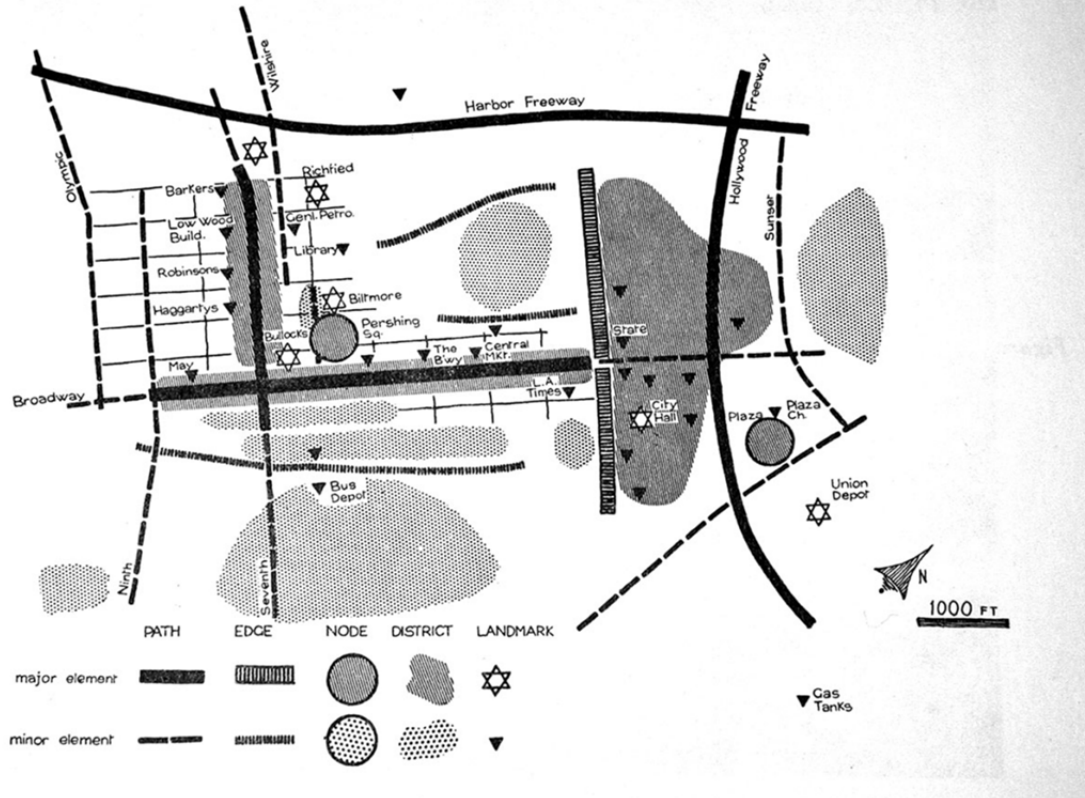 Wilshire
Freeway
Harbor Freeway
Olympic
Hollywood
Sunset
Richfield
Barkers
Genl. Petro.
Low Wood
Build.
Library
Robinsons
Biltmore
Haggartys
Pershing
Sq.
Bullocks
State
The
B'wy
Central
Mkt.
May
L.A.
Times
Broadway
City
Hall
Plaza
Plaza
Ch.
Bus
Depot
Union
Depot
Ninth
Seventh
N
1000 FT
PATH EDGE NODE DISTRICT LANDMARK
major element
minor element
Gas
Tanks